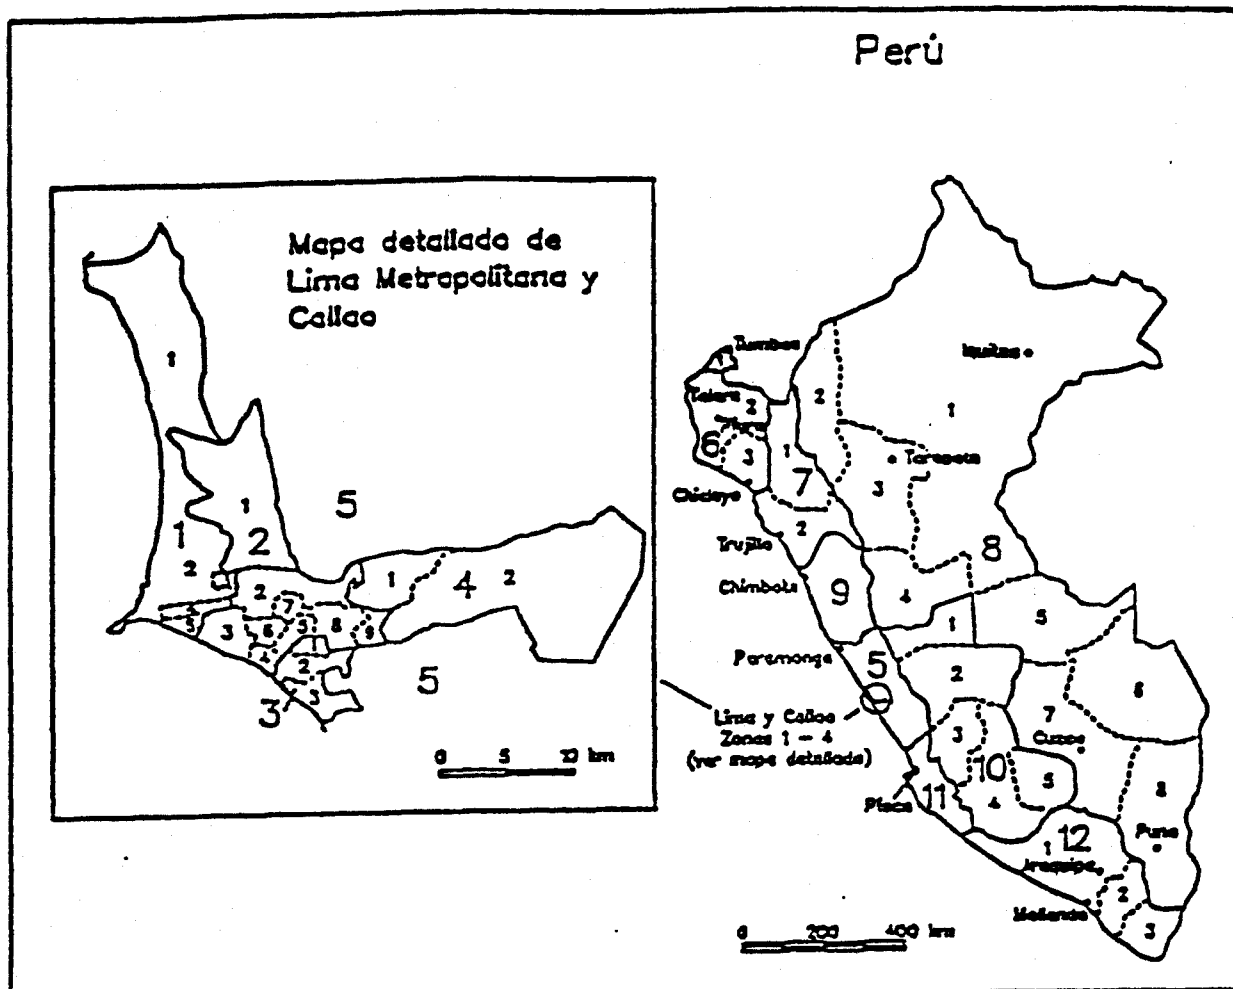 Perú
Mapa detallado de
Lima Metropolitana y
Callao
1
1
5
1
2
2
1
4
2
2
7
5
3
6
5
8
9
4
2
3
3
5
0 5 10 km
Tumbes
1
Iquitos
Talara
2
2
1
Piura
6
3
1
7
Tarapoto
3
Chiclayo
2
Trujillo
8
Chimbote
9
4
1
5
Paramonga
5
2
6
7
Lima y Callao
Zonas 1 - 4
(ver mapa detallado)
3
Cuzco
10
5
8
Pisco
11
4
12
1
Puno
Arequipa
2
Mollendo
3
0 200 400 km